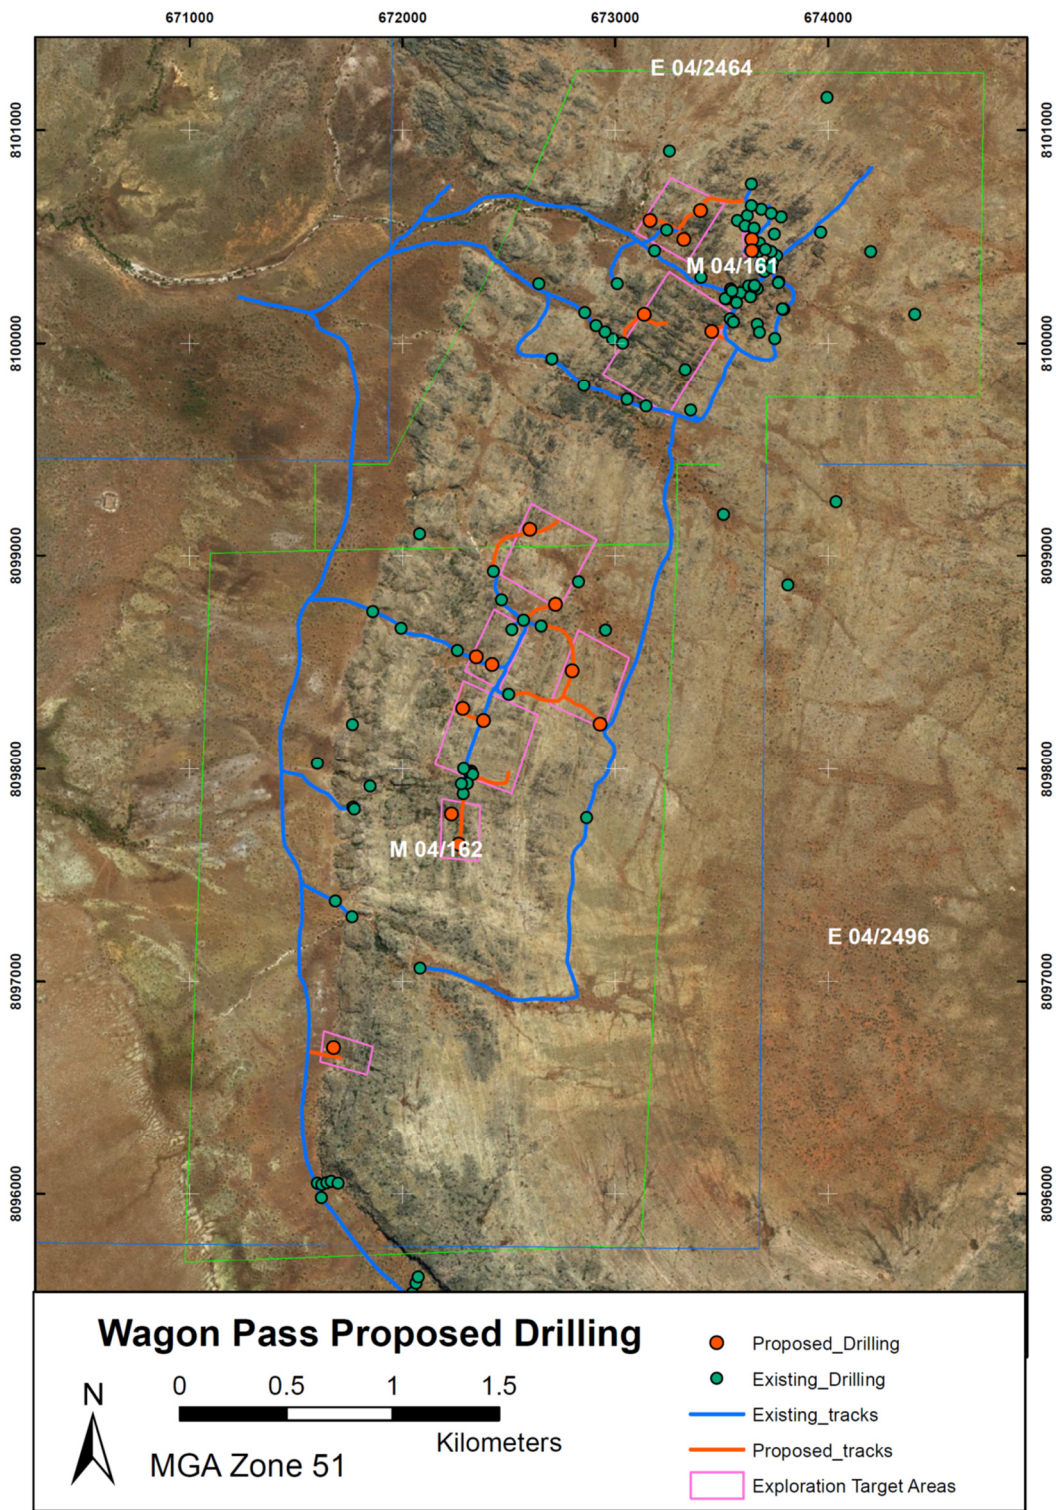 671000 672000 673000 674000
E 04/2464
8101000 8101000
M 04/161
8100000 8100000
8099000 8099000
8098000 8098000
M 04/162
E 04/2496
8097000 8097000
8096000 8096000
Wagon Pass Proposed Drilling
N
0 0.5 1 1.5
Kilometers
MGA Zone 51
Proposed_Drilling
Existing_Drilling
Existing_tracks
Proposed_tracks
Exploration Target Areas